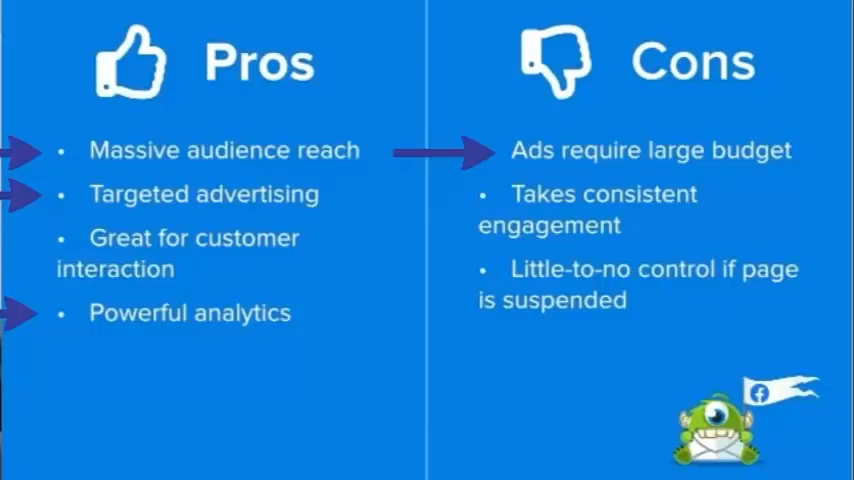 Pros
• Massive audience reach
• Targeted advertising
• Great for customer
interaction
• Powerful analytics
Cons
Ads require large budget
• Takes consistent
engagement
• Little-to-no control if page
is suspended
f